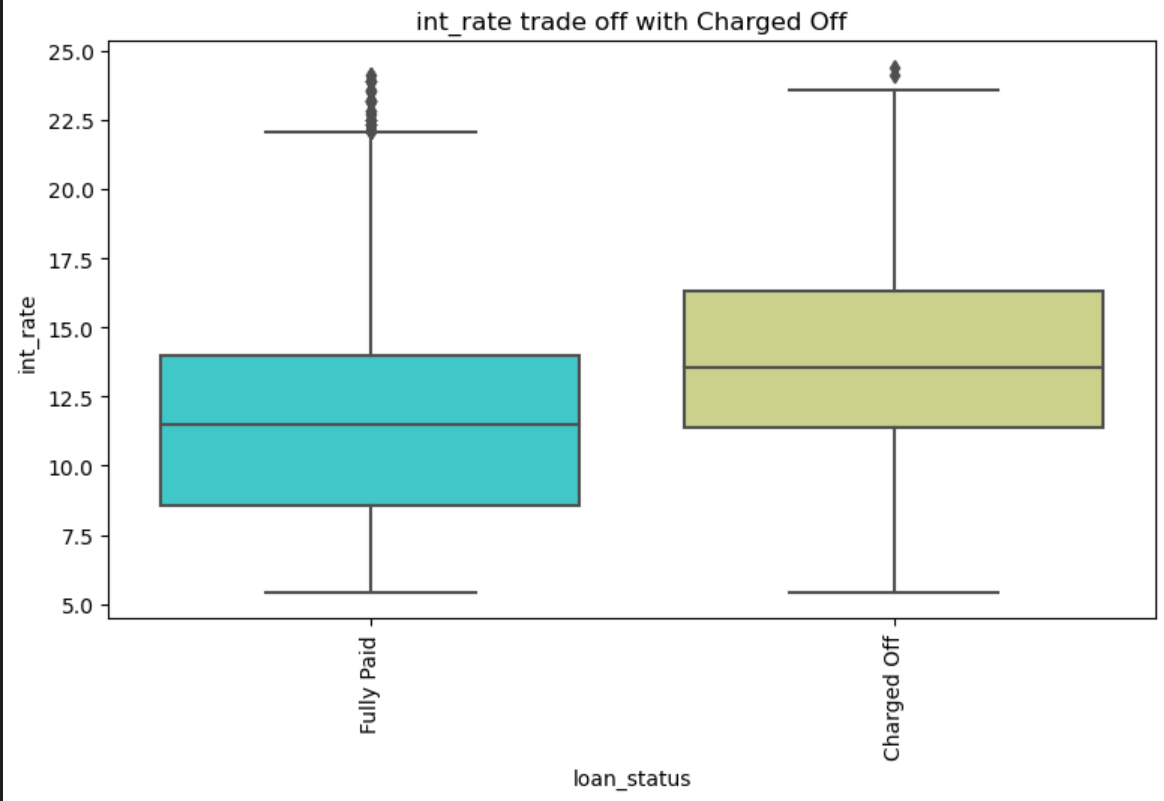 int_rate trade off with Charged Off
25.0
22.5
20.0
17.5
15.0
12.5
10.0
7.5
5.0
int_rate
Fully Paid
Charged Off
loan_status